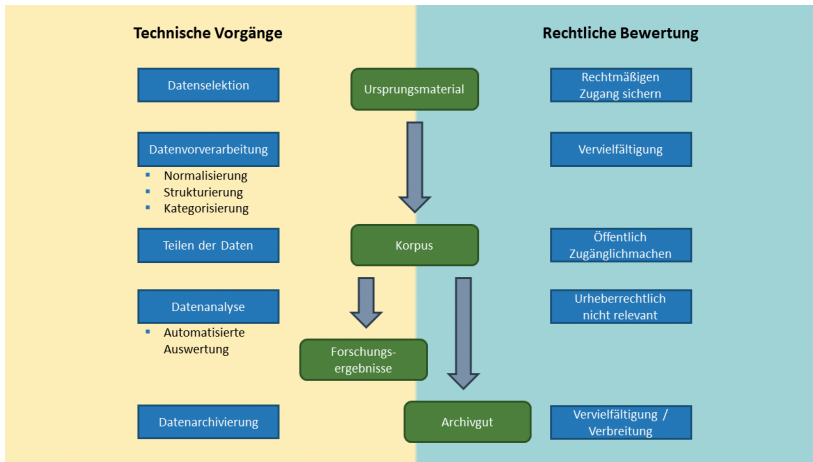 Technische Vorgänge
Rechtliche Bewertung
Datenselektion
Ursprungsmaterial
Rechtmäßigen
Zugang sichern
Datenvorverarbeitung
Vervielfältigung
Normalisierung
Strukturierung
Kategorisierung
Teilen der Daten
Korpus
Öffentlich
Zugänglichmachen
Datenanalyse
Urheberrechtlich
nicht relevant
Automatisierte
Auswertung
Forschungs-
ergebnisse
Datenarchivierung
Archivgut
Vervielfältigung /
Verbreitung